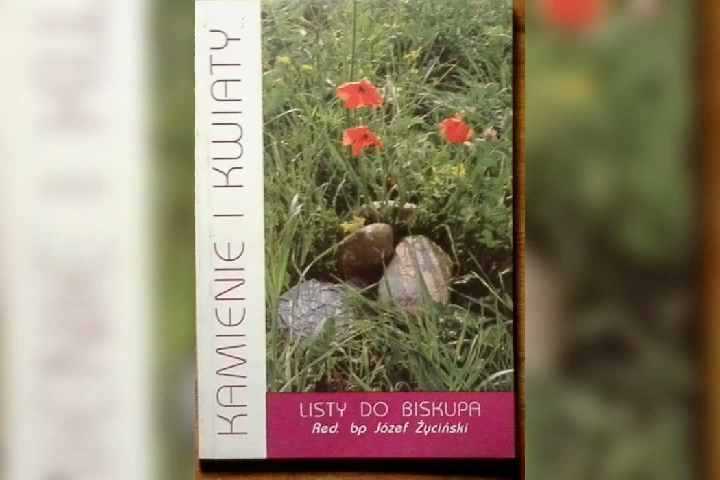 KAMIENIE I KWIATY
LISTY DO BISKUPA
Red. bp Józef Życiński